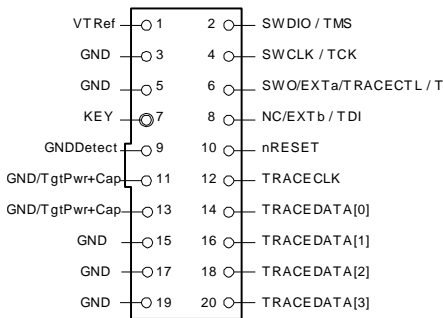 VTRef 1 2 SWDIO / TMS
GND 3 4 SWCLK / TCK
GND 5 6 SWO/EXTa/TRACECTL / T
KEY 7 8 NC/EXTb / TDI
GNDDetect 9 10 nRESET
GND/TgtPwr+Cap 11 12 TRACECLK
GND/TgtPwr+Cap 13 14 TRACEDATA[0]
GND 15 16 TRACEDATA[1]
GND 17 18 TRACEDATA[2]
GND 19 20 TRACEDATA[3]